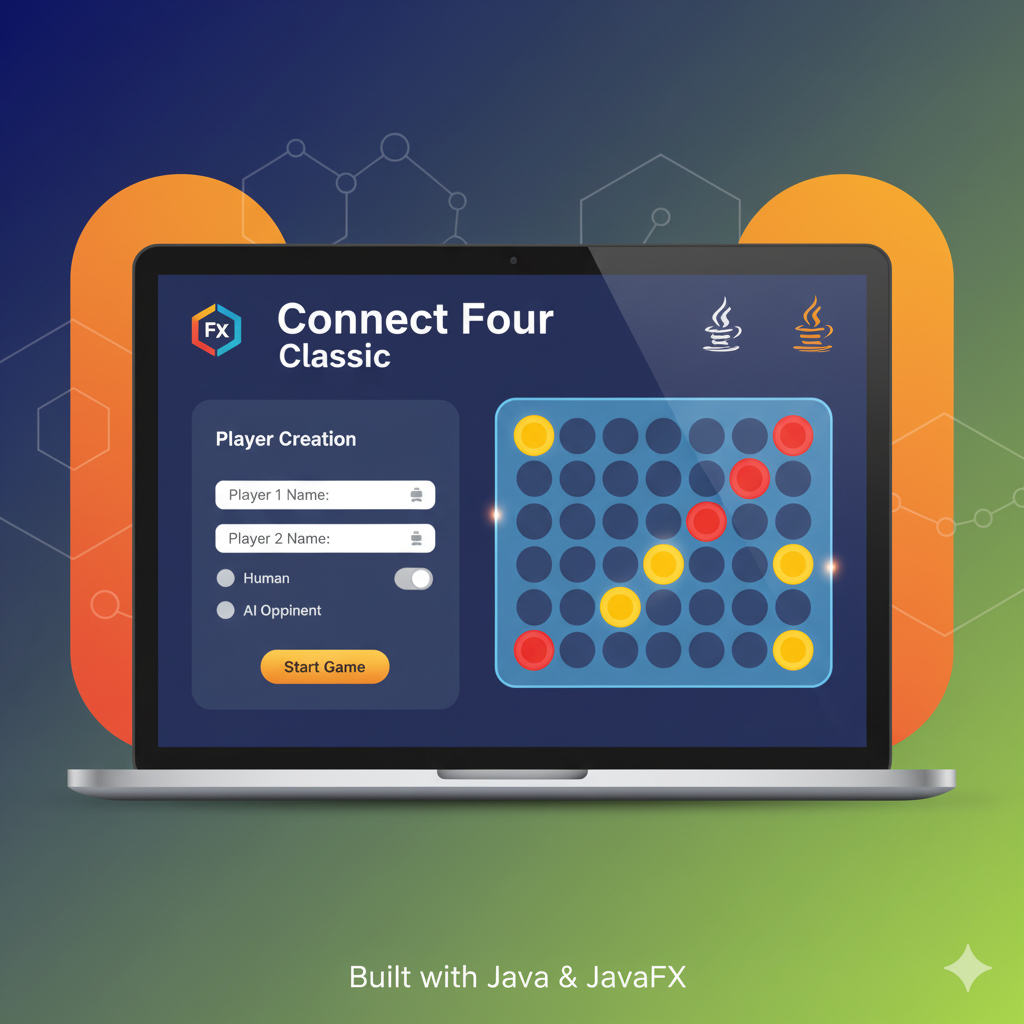 FX
Connect Four
Classic
Player Creation
Player 1 Name:
Player 2 Name:
Human
AI Oppinent
Start Game
Built with Java & JavaFX